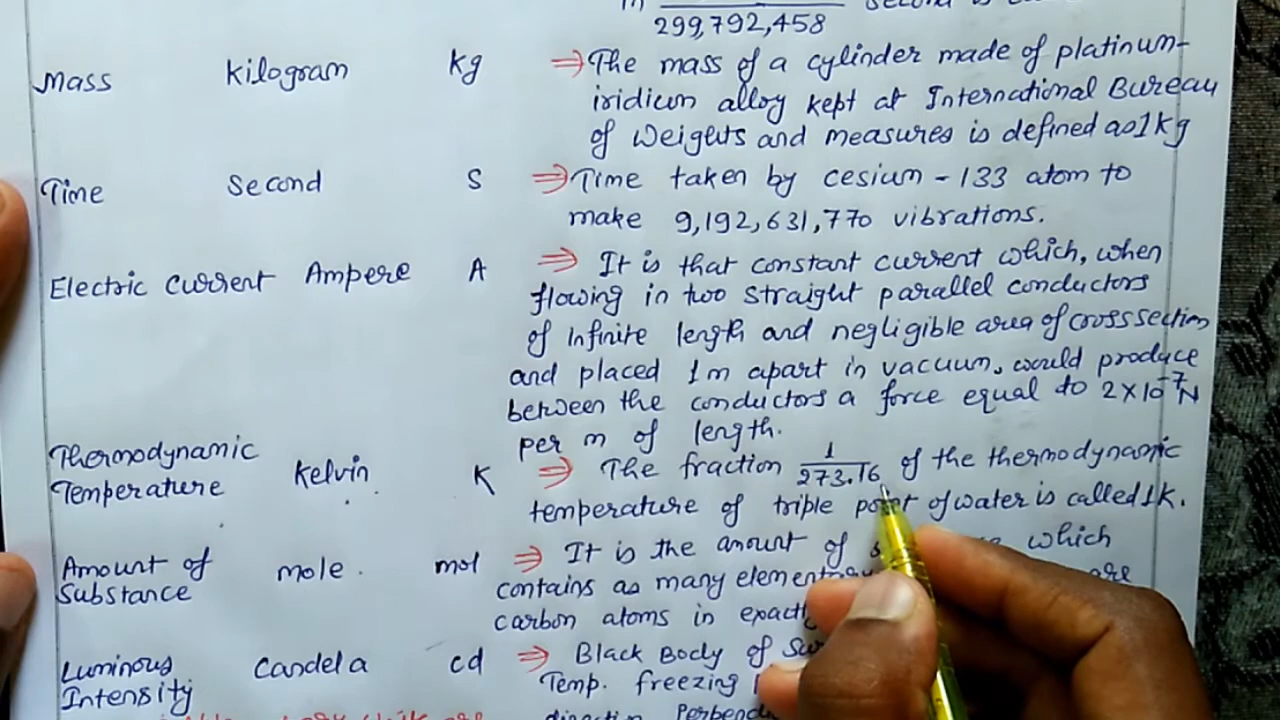 299,792,458
Mass kilogram kg ⇒ The mass of a cylinder made of platinum-
iridium alloy kept at International Bureau
of Weights and measures is defined as 1 kg
Time Second S ⇒ Time taken by cesium - 133 atom to
make 9,192,631,770 vibrations.
Electric current Ampere A ⇒ It is that constant current which, when
flowing in two straight parallel conductors
of Infinite length and negligible area of cross section
and placed 1m apart in vacuum, would produce
between the conductors a force equal to 2×10⁻⁷N
per m of length.
Thermodynamic
Temperature Kelvin K ⇒ The fraction 1/273.16 of the thermodynamic
temperature of triple point of water is called 1k.
Amount of
Substance mole. mol ⇒ It is the amount of which
contains as many are
carbon atoms in
Luminous
Intensity Candela cd ⇒ Black Body of
Temp. freezing